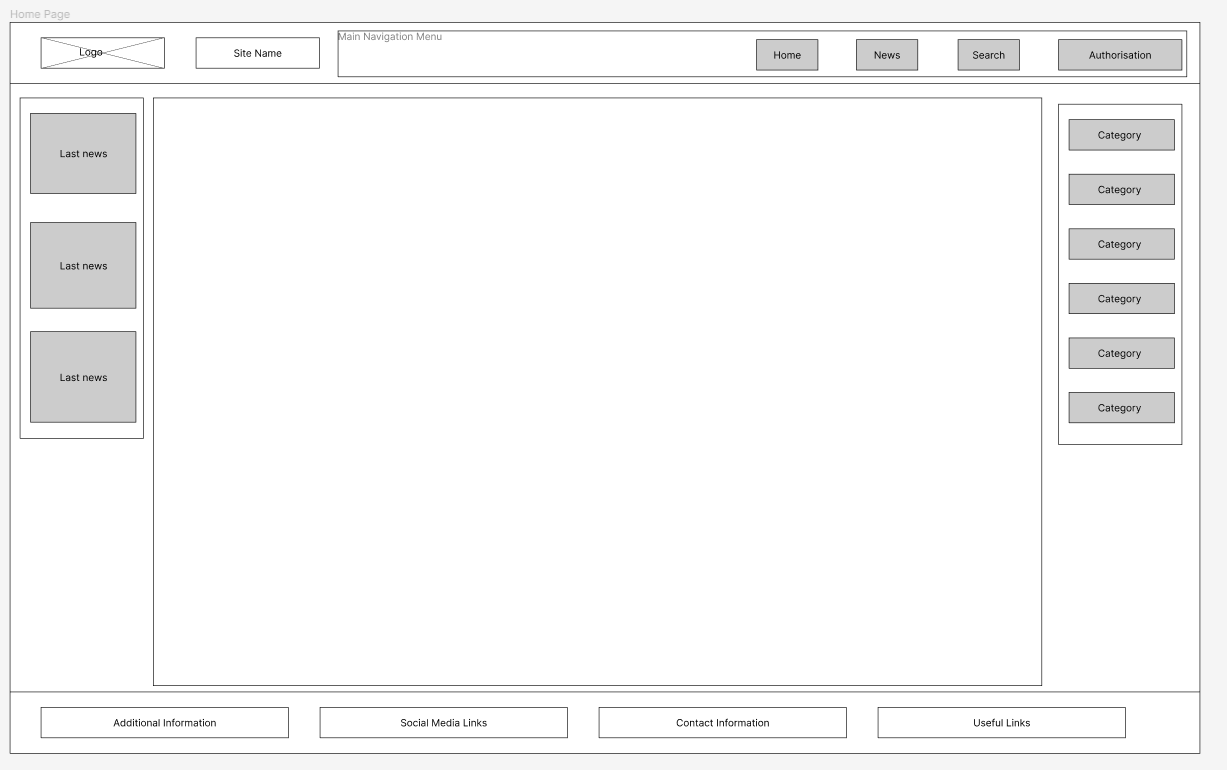 Home Page
Logo
Site Name
Main Navigation Menu
Home
News
Search
Authorisation
Last news
Last news
Last news
Category
Category
Category
Category
Category
Category
Additional Information
Social Media Links
Contact Information
Useful Links